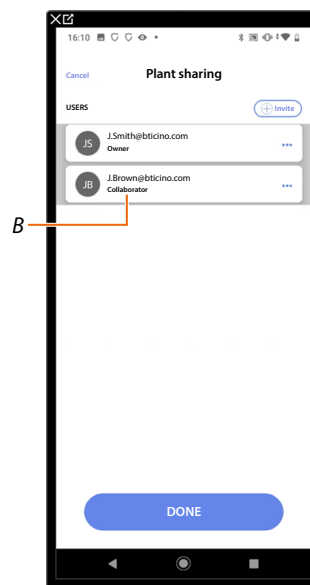 16:10
Cancel
Plant sharing
USERS
Invite
JS
J.Smith@bticino.com
Owner
JB
J.Brown@bticino.com
Collaborator
B
DONE